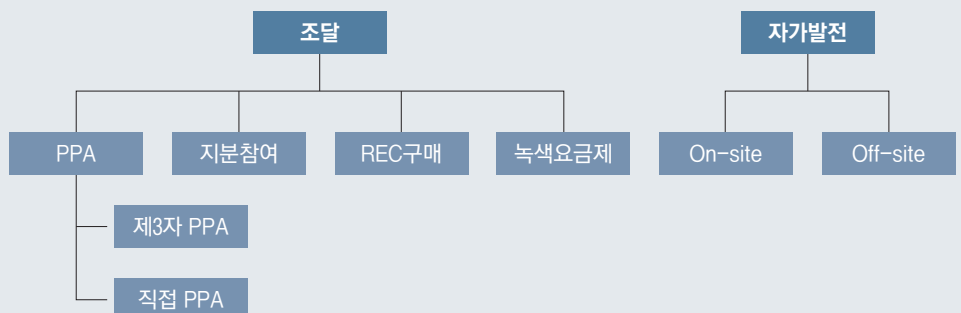 조달
자가발전
PPA
지분참여
REC구매
녹색요금제
On-site
Off-site
제3자 PPA
직접 PPA